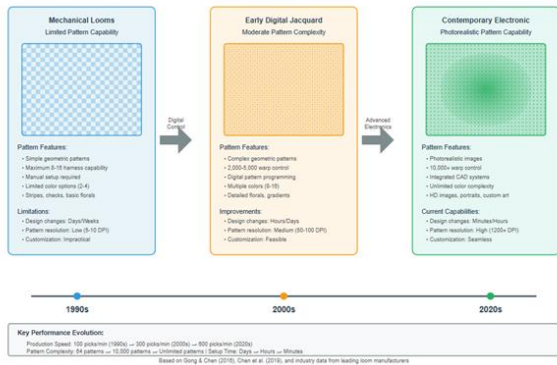 Mechanical Looms
Limited Pattern Capability
Early Digital Jacquard
Moderate Pattern Complexity
Contemporary Electronic
Photorealistic Pattern Capability
Digital
Control
Advanced
Electronics
Pattern Features:
• Simple geometric patterns
• Maximum 8-16 harness capability
• Manual setup required
• Limited color options (2-4)
• Stripes, checks, basic florals
Limitations:
• Design changes: Days/Weeks
• Pattern resolution: Low (5-10 DPI)
• Customization: Impractical
Pattern Features:
• Complex geometric patterns
• 2,000-6,000 warp control
• Digital pattern programming
• Multiple colors (8-16)
• Detailed florals, gradients
Improvements:
• Design changes: Hours/Days
• Pattern resolution: Medium (50-100 DPI)
• Customization: Feasible
Pattern Features:
• Photorealistic images
• 10,000+ warp control
• Integrated CAD systems
• Unlimited color complexity
• HD images, portraits, custom art
Current Capabilities:
• Design changes: Minutes/Hours
• Pattern resolution: High (1200+ DPI)
• Customization: Seamless
1990s
2000s
2020s
Key Performance Evolution:
Production Speed: 100 picks/min (1990s) → 300 picks/min (2000s) → 600 picks/min (2020s)
Pattern Complexity: 64 patterns → 10,000 patterns → Unlimited patterns | Setup Time: Days → Hours → Minutes
Based on Gong & Chen (2018), Chen et al. (2019), and industry data from leading loom manufacturers